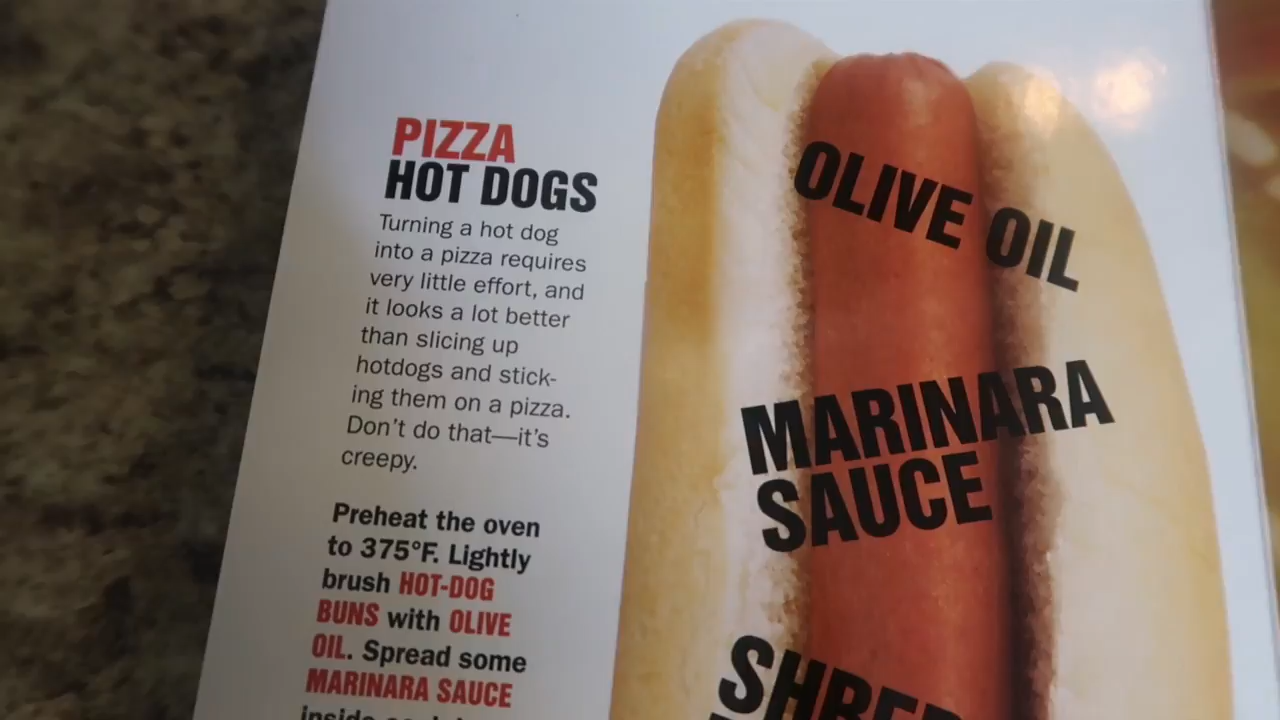 PIZZA
HOT DOGS
Turning a hot dog
into a pizza requires
very little effort, and
it looks a lot better
than slicing up
hotdogs and stick-
ing them on a pizza.
Don't do that—it's
creepy.
Preheat the oven
to 375°F. Lightly
brush HOT-DOG
BUNS with OLIVE
OIL. Spread some
MARINARA SAUCE
inside
OLIVE OIL
MARINARA
SAUCE